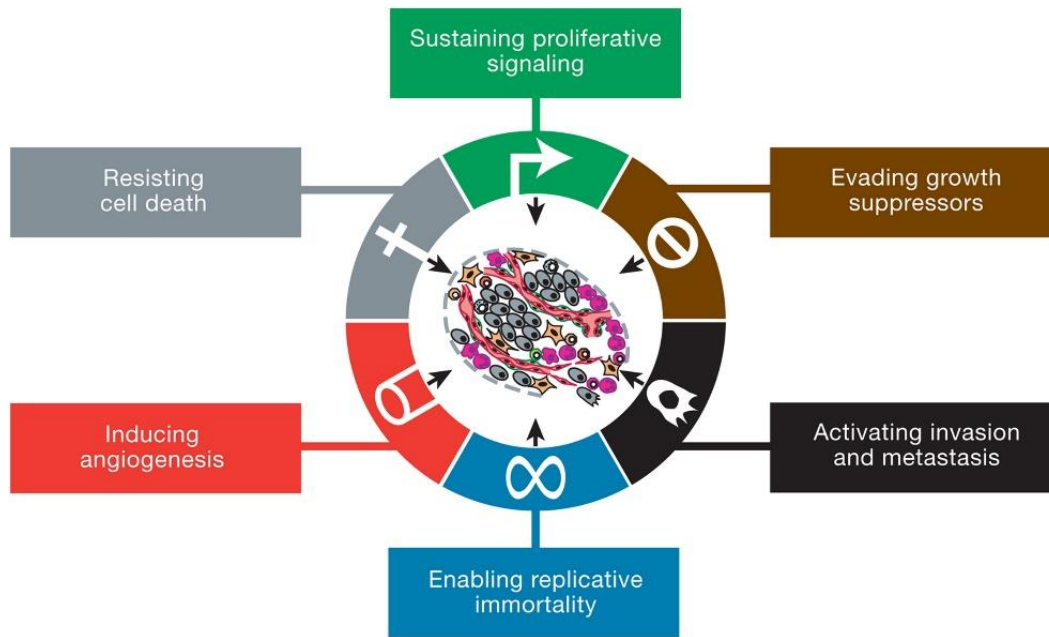 Sustaining proliferative
signaling
Resisting
cell death
Evading growth
suppressors
Inducing
angiogenesis
Activating invasion
and metastasis
Enabling replicative
immortality